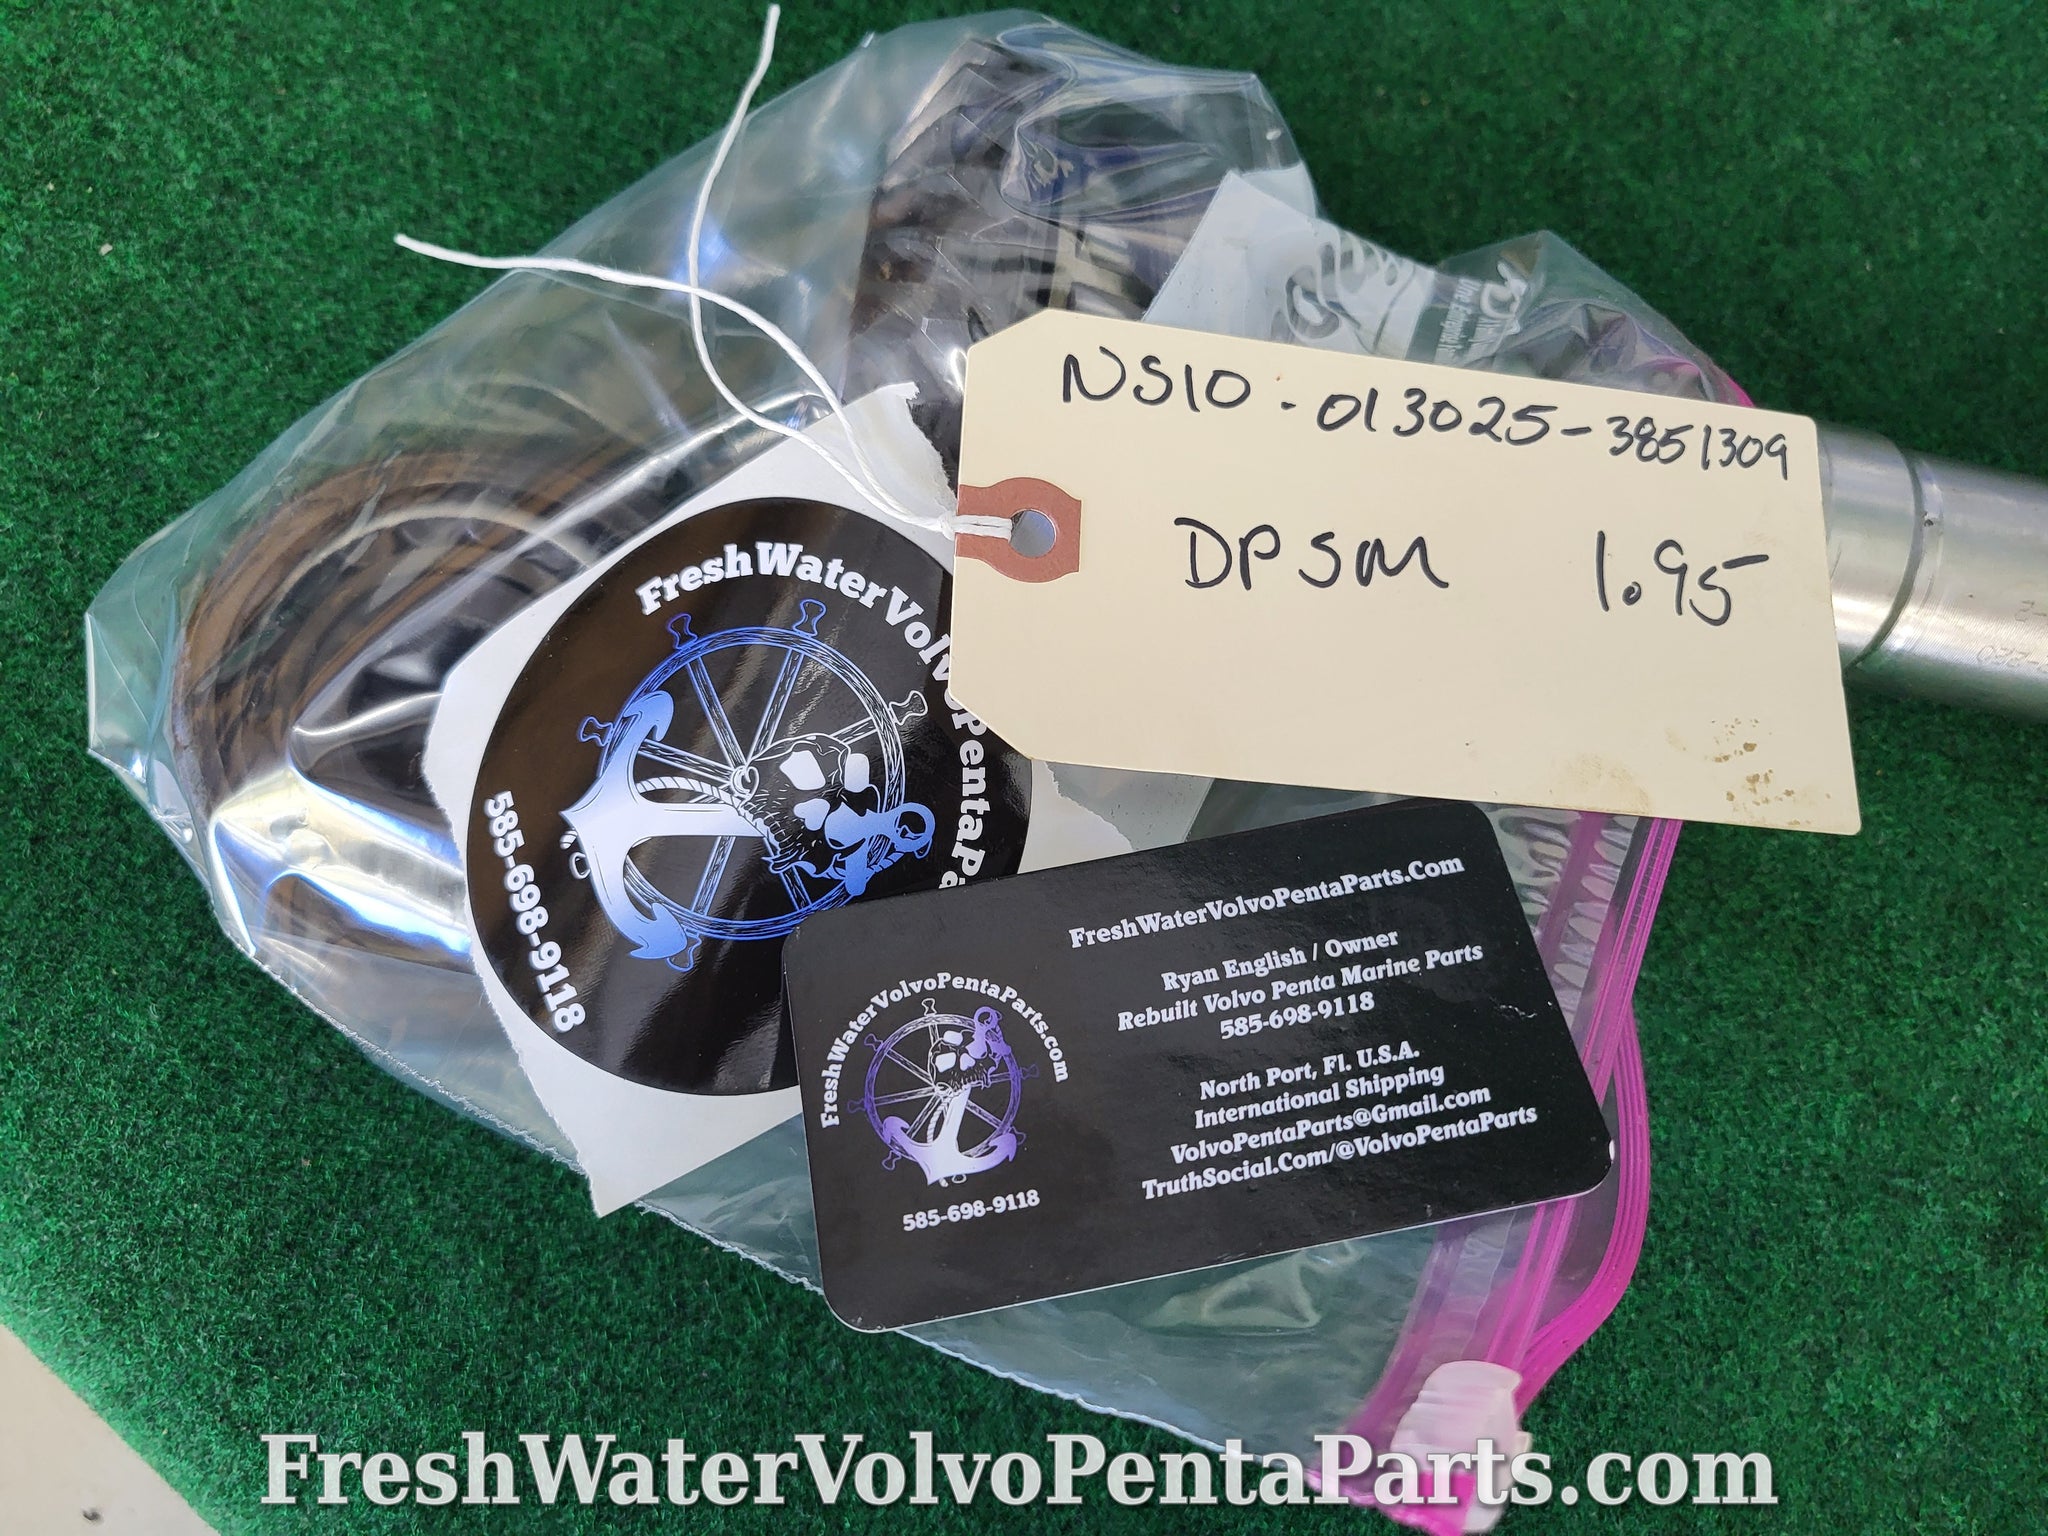 NS10 - 013025-3851309
DPSM 1.95
FreshWaterVolvoPentaPa
585-698-9118
FreshWaterVolvoPentaParts.Com
Ryan English / Owner
Rebuilt Volvo Penta Marine Parts
585-698-9118
North Port, Fl. U.S.A.
International Shipping
VolvoPentaParts@Gmail.com
TruthSocial.Com/@VolvoPentaParts
FreshWaterVolvoPentaParts.com
585-698-9118
FreshWaterVolvoPentaParts.com